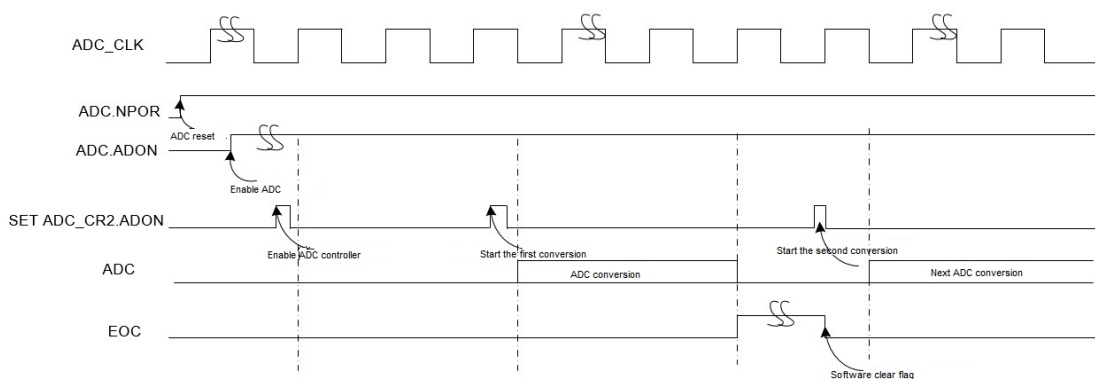 ADC_CLK
ADC.NPOR
ADC reset
ADC.ADON
Enable ADC
SET ADC_CR2.ADON
Enable ADC controller
Start the first conversion
Start the second conversion
ADC
ADC conversion
Next ADC conversion
EOC
Software clear flag